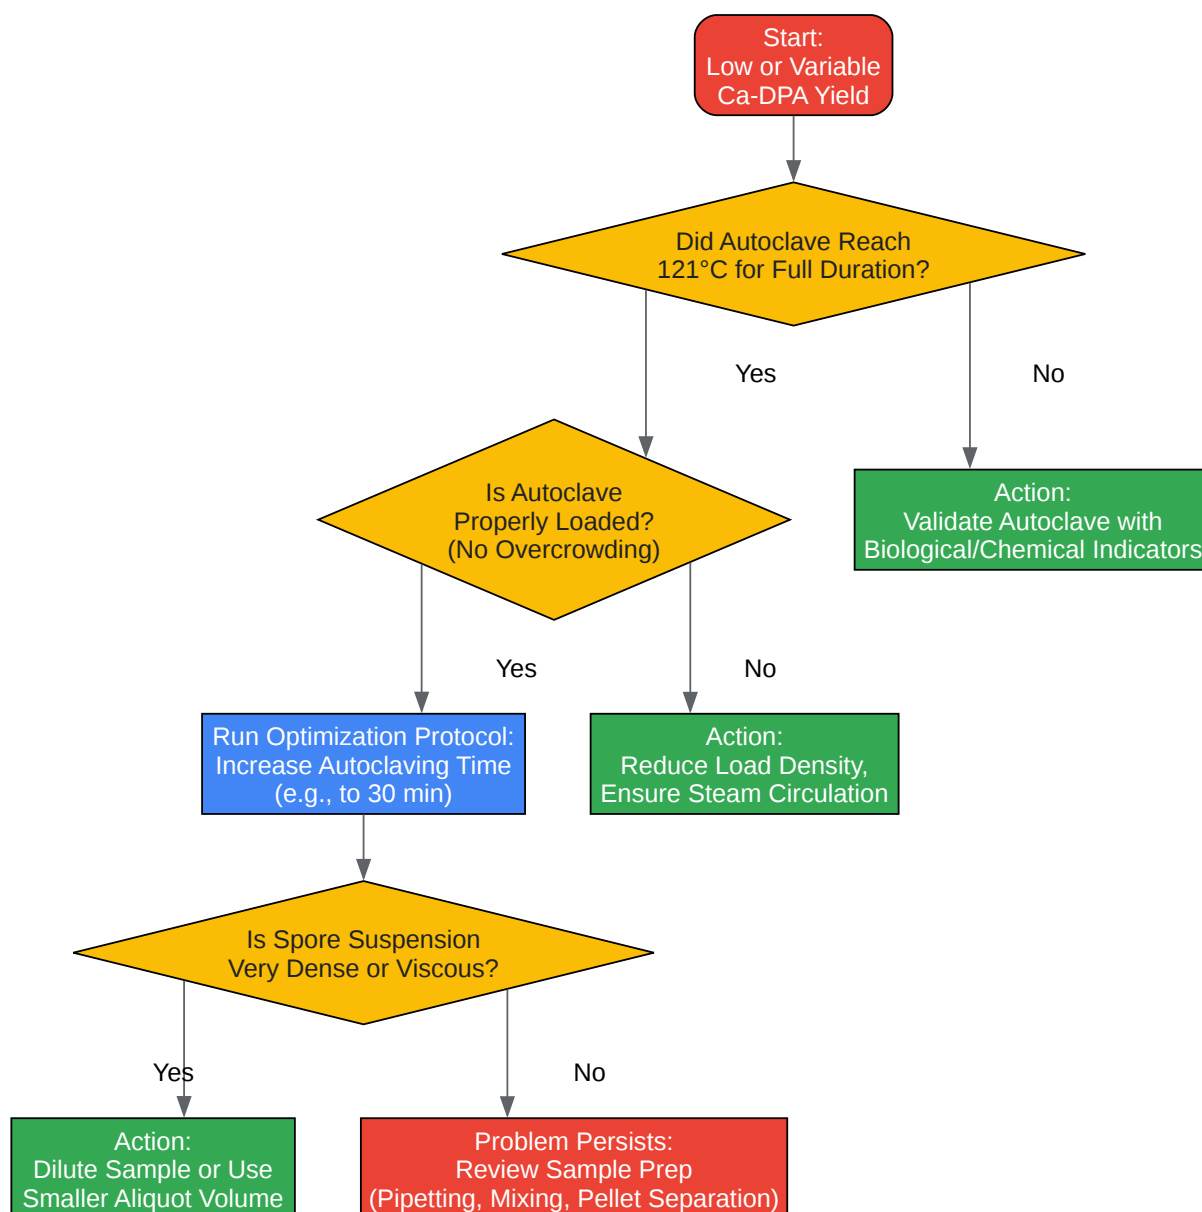 Start:
Low or Variable
Ca-DPA Yield
Did Autoclave Reach
121°C for Full Duration?
Yes
No
Is Autoclave
Properly Loaded?
(No Overcrowding)
Action:
Validate Autoclave with
Biological/Chemical Indicators
Yes
No
Run Optimization Protocol:
Increase Autoclaving Time
(e.g., to 30 min)
Action:
Reduce Load Density,
Ensure Steam Circulation
Is Spore Suspension
Very Dense or Viscous?
Yes
No
Action:
Dilute Sample or Use
Smaller Aliquot Volume
Problem Persists:
Review Sample Prep
(Pipetting, Mixing, Pellet Separation)